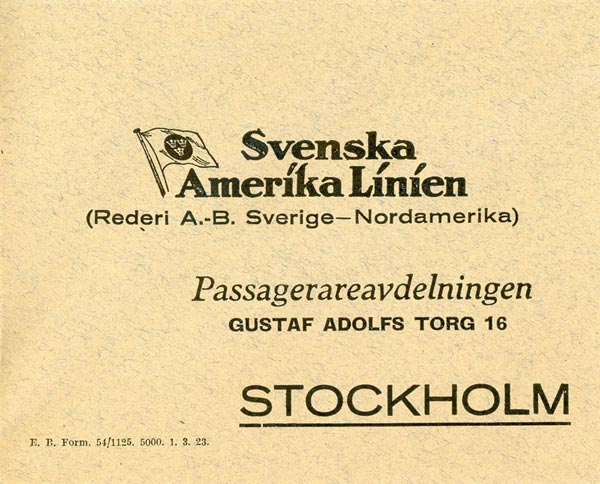 Svenska
Amerika Linien
(Rederi A.-B. Sverige–Nordamerika)
Passagerareavdelningen
GUSTAF ADOLFS TORG 16
STOCKHOLM
E. B. Form. 54/1125. 5000. 1. 3. 23.